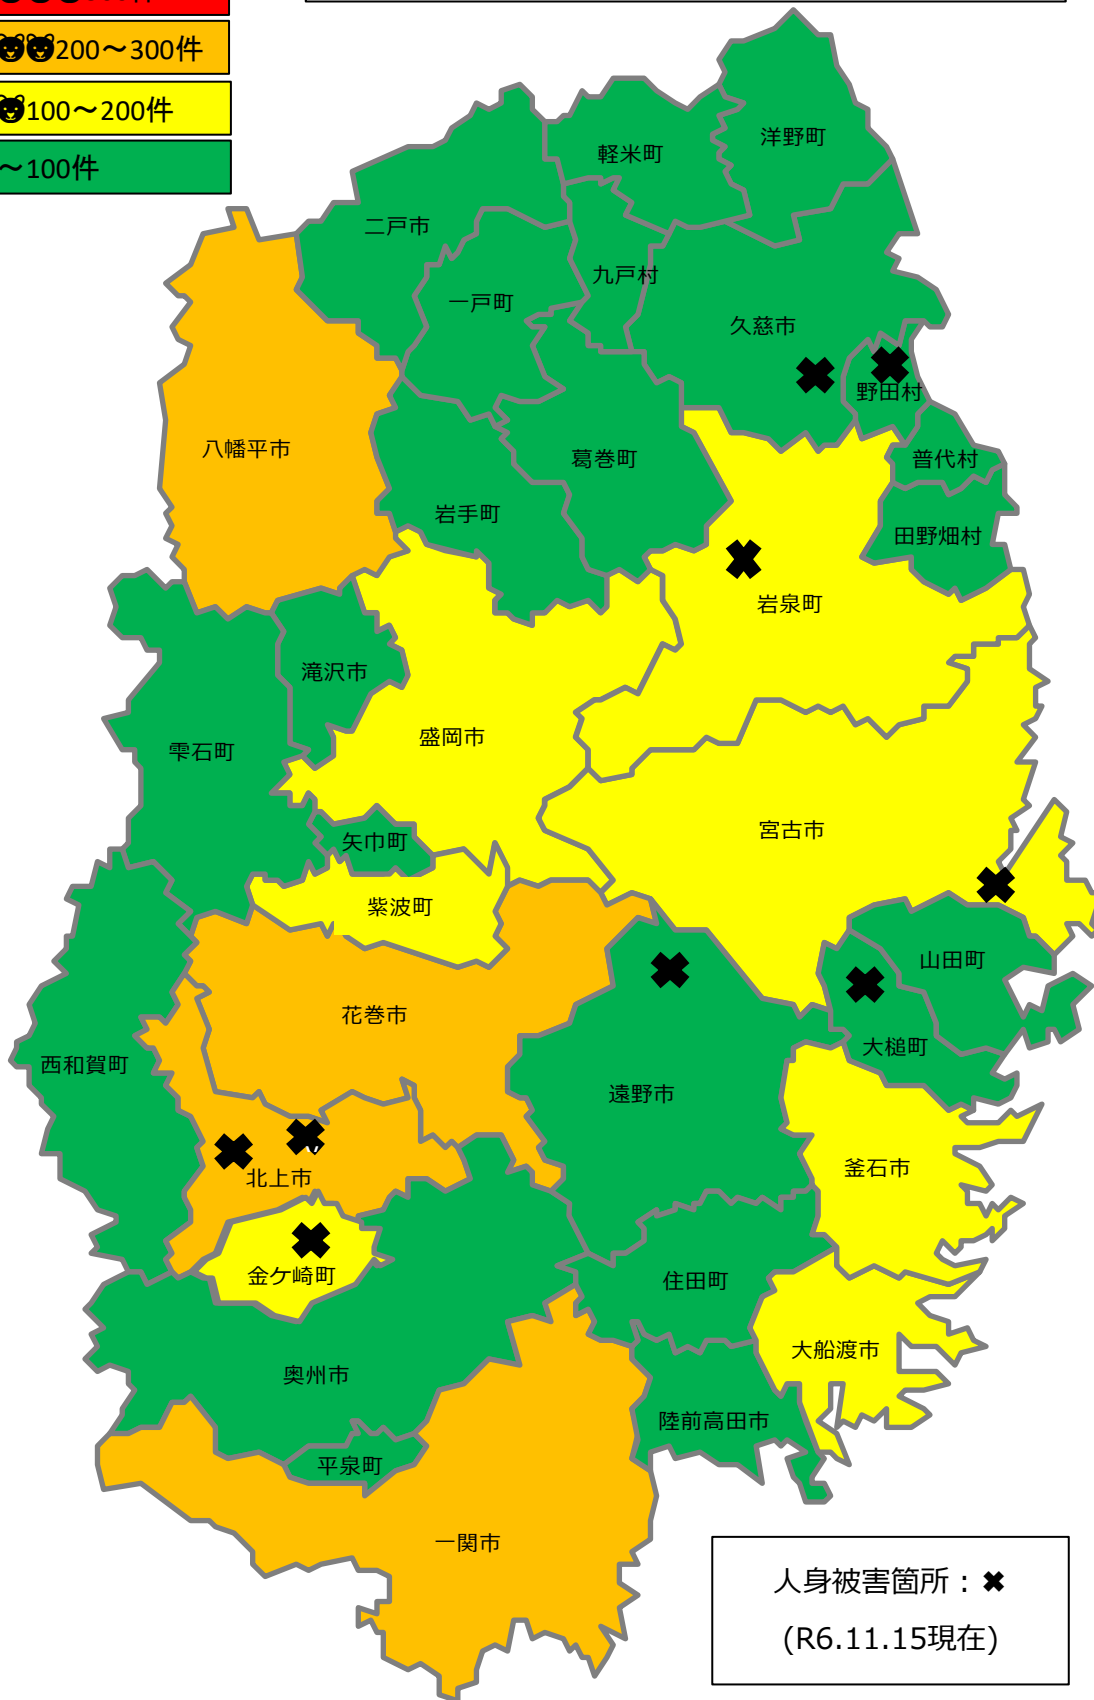 200～300件
100～200件
～100件
洋野町
軽米町
二戸市
九戸村
一戸町
久慈市
野田村
八幡平市
葛巻町
普代村
岩手町
田野畑村
岩泉町
滝沢市
盛岡市
雫石町
宮古市
矢巾町
紫波町
山田町
花巻市
大槌町
西和賀町
遠野市
釜石市
北上市
金ケ崎町
住田町
大船渡市
奥州市
陸前高田市
平泉町
一関市
人身被害箇所：✖
(R6.11.15現在)